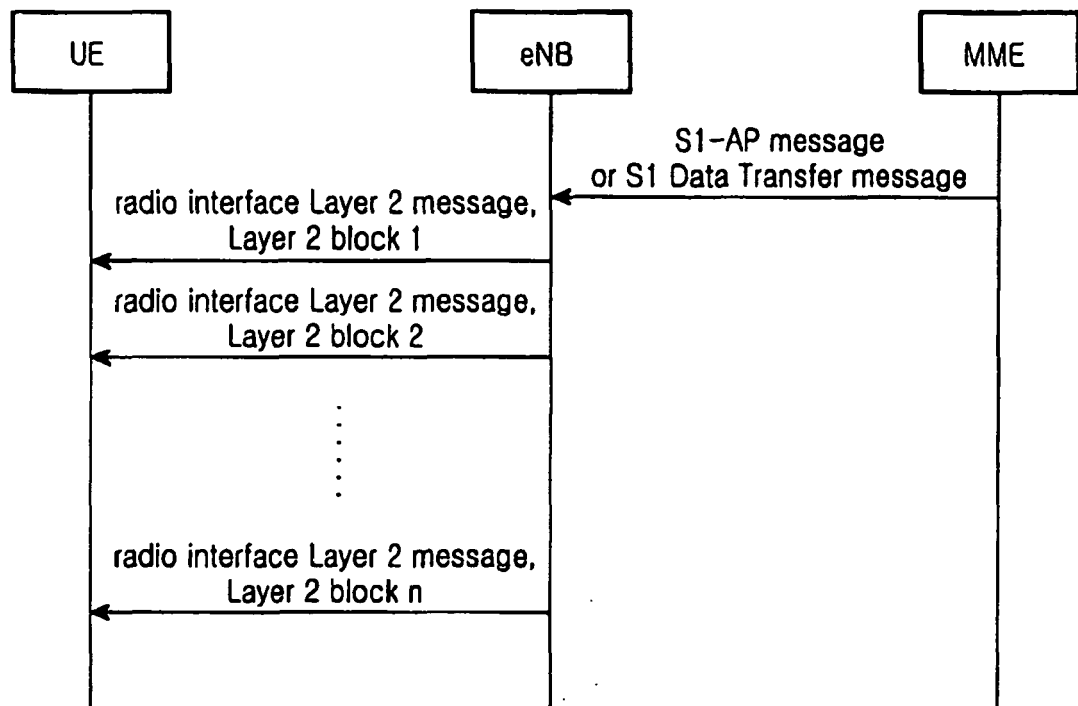 UE
eNB
MME
S1-AP message
or S1 Data Transfer message
radio interface Layer 2 message,
Layer 2 block 1
radio interface Layer 2 message,
Layer 2 block 2
radio interface Layer 2 message,
Layer 2 block n